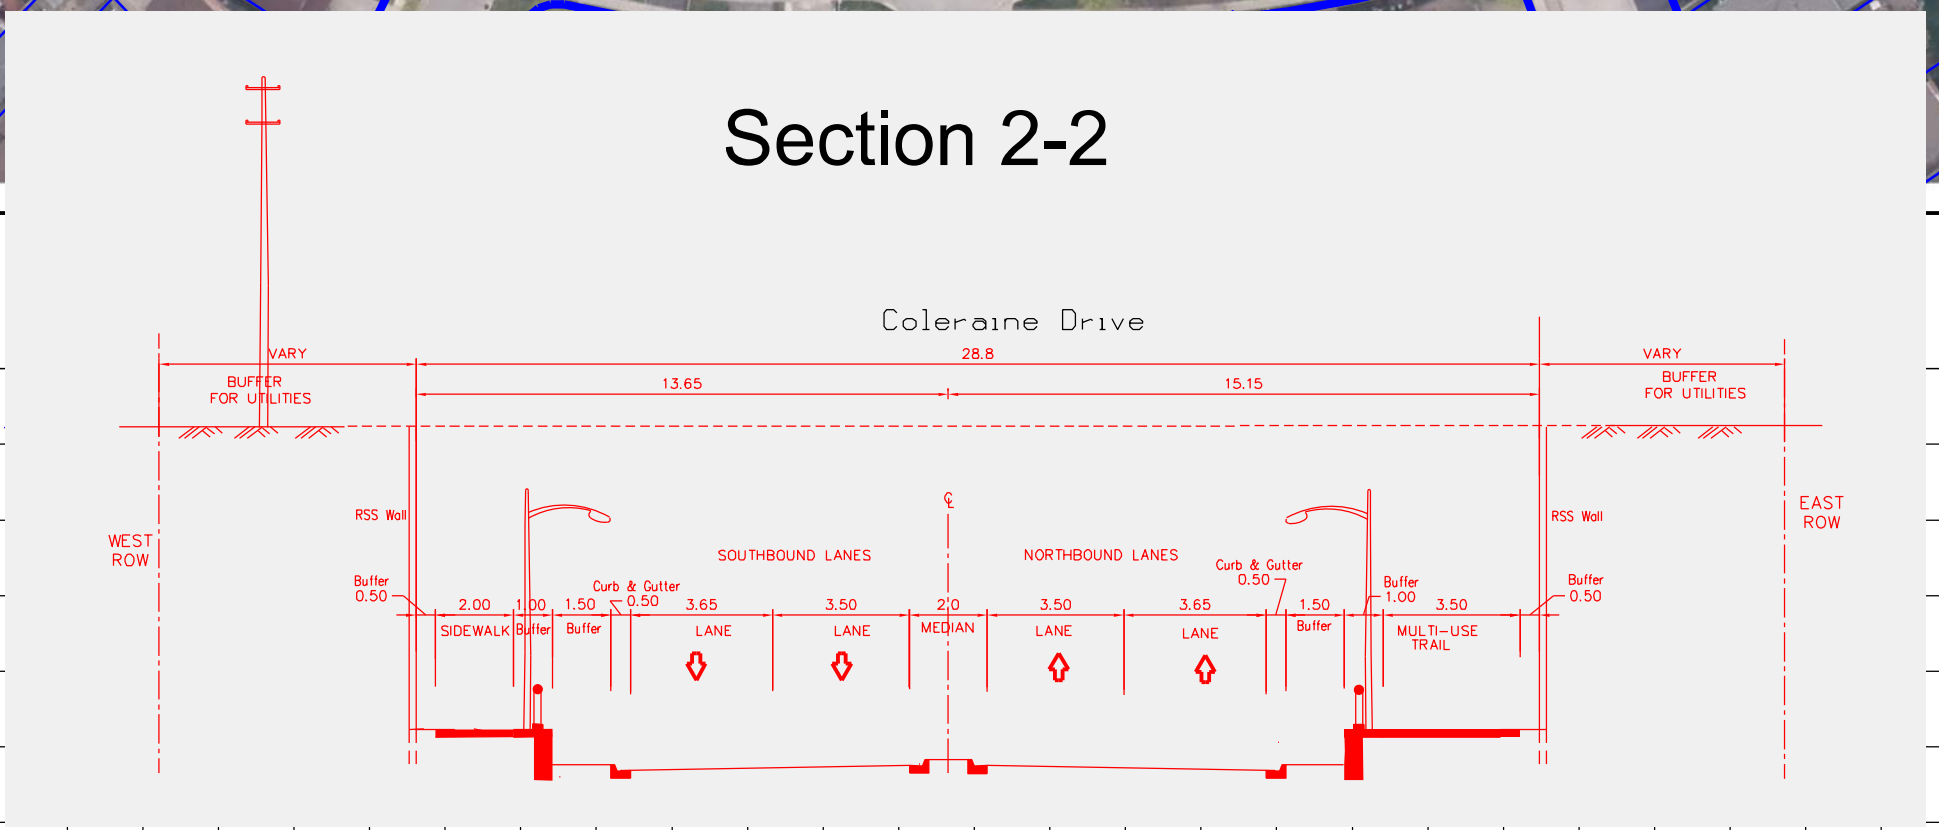 Section 2-2
Coleraine Drive
VARY
28.8
VARY
BUFFER
FOR UTILITIES
13.65
15.15
BUFFER
FOR UTILITIES
℄
RSS Wall
RSS Wall
WEST
ROW
EAST
ROW
SOUTHBOUND LANES
NORTHBOUND LANES
Buffer
0.50
Curb & Gutter
0.50
Curb & Gutter
0.50
Buffer
1.00
Buffer
0.50
2.00
1.00
1.50
3.65
3.50
2.0
3.50
3.65
1.50
3.50
SIDEWALK
Buffer
Buffer
LANE
LANE
MEDIAN
LANE
LANE
Buffer
MULTI-USE
TRAIL